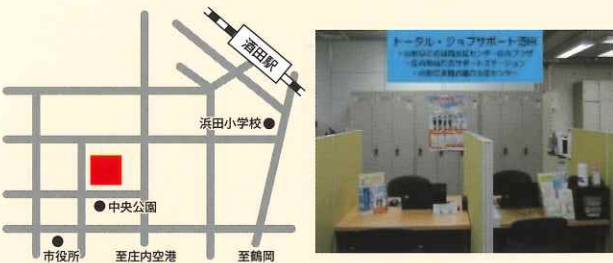 酒田駅
浜田小学校
中央公園
市役所
至庄内空港
至鶴岡
トータル・ジョブサポート酒田